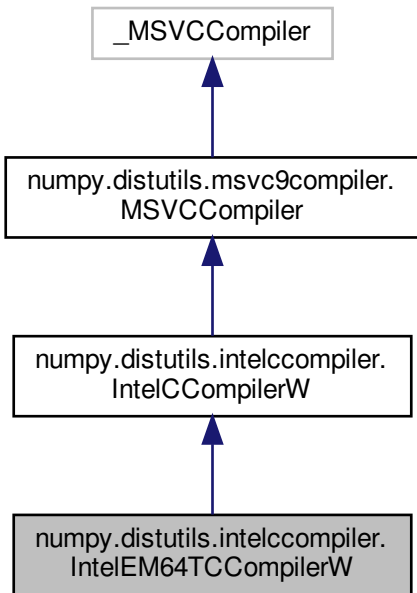 _MSVCCompiler
numpy.distutils.msvc9compiler.
MSVCCompiler
numpy.distutils.intelccompiler.
IntelCCompilerW
numpy.distutils.intelccompiler.
IntelEM64TCCompilerW